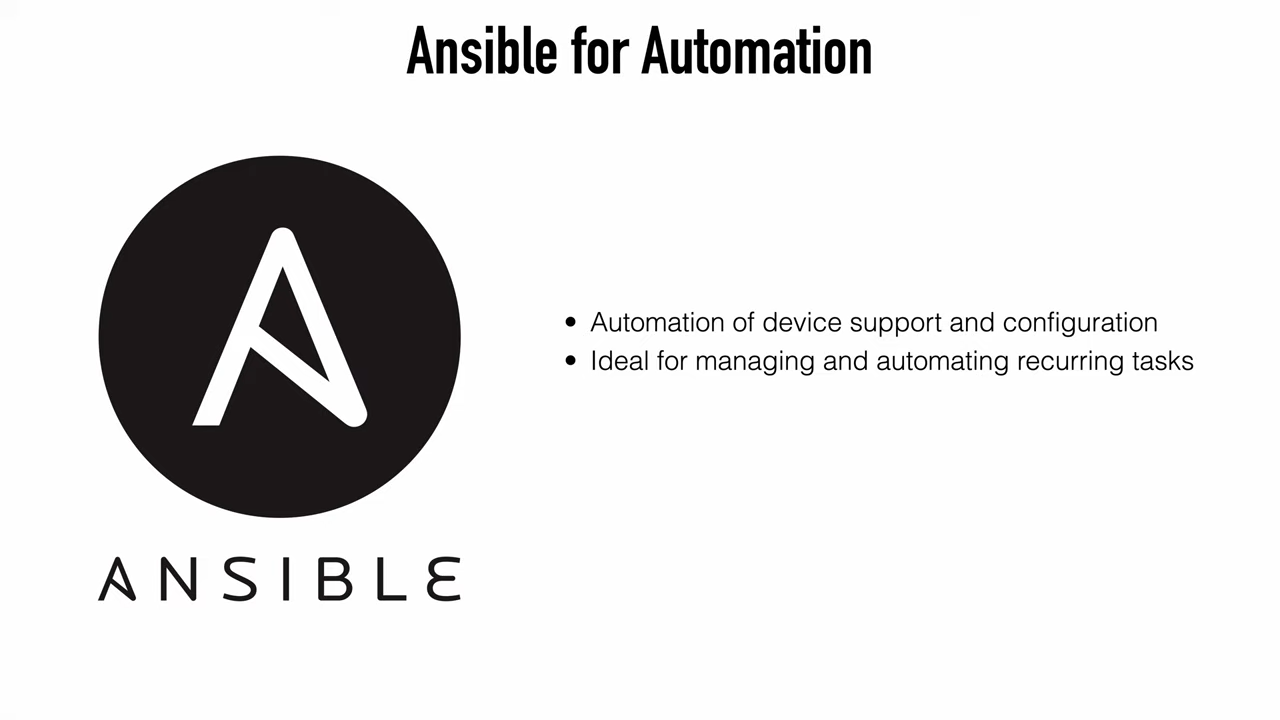 Ansible for Automation
ANSIBLE
• Automation of device support and configuration
• Ideal for managing and automating recurring tasks